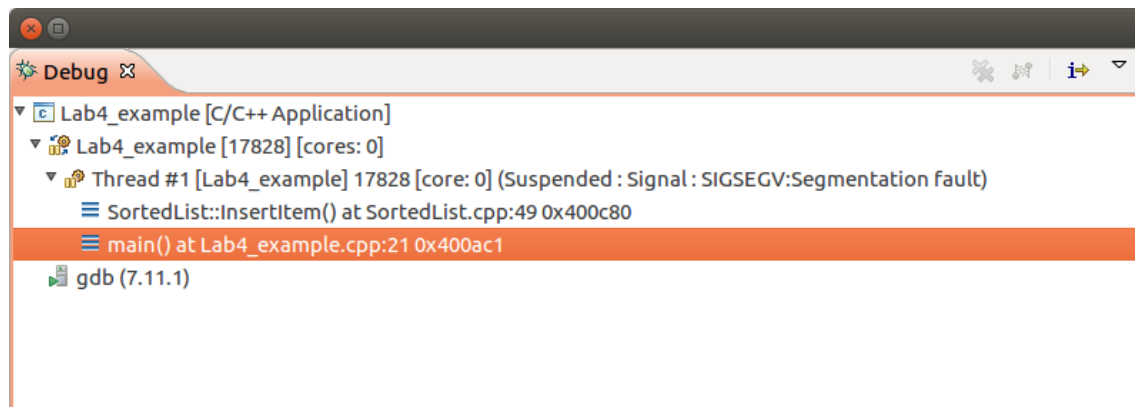 Debug
i
c Lab4_example [C/C++ Application]
Lab4_example [17828] [cores: 0]
Thread #1 [Lab4_example] 17828 [core: 0] (Suspended : Signal : SIGSEGV:Segmentation fault)
SortedList::InsertItem() at SortedList.cpp:49 0x400c80
main() at Lab4_example.cpp:21 0x400ac1
gdb (7.11.1)